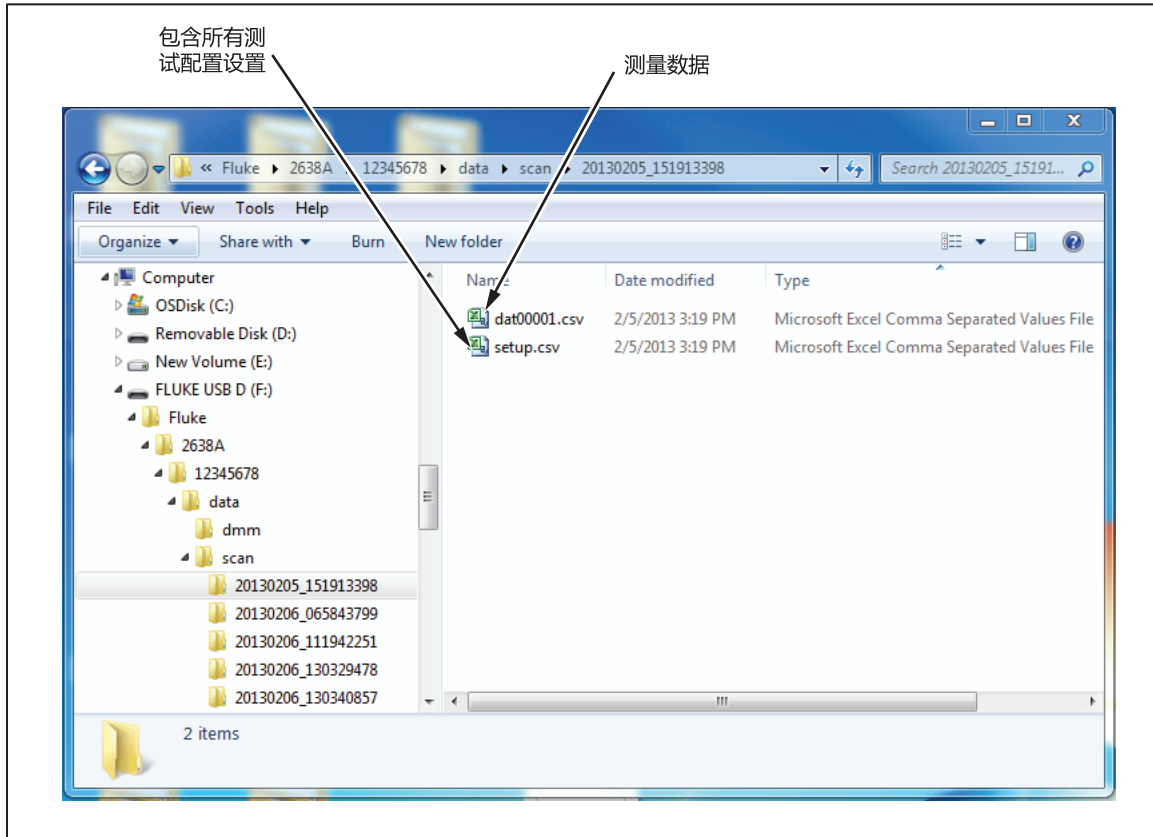 包含所有测
试配置设置
测量数据
« Fluke 2638A 12345678 data scan 20130205_151913398
Search 20130205_15191...
File Edit View Tools Help
Organize Share with Burn New folder
Computer
OSDisk (C:)
Removable Disk (D:)
New Volume (E:)
FLUKE USB D (F:)
Fluke
2638A
12345678
data
dmm
scan
20130205_151913398
20130206_065843799
20130206_111942251
20130206_130329478
20130206_130340857
Name Date modified Type
dat00001.csv 2/5/2013 3:19 PM Microsoft Excel Comma Separated Values File
setup.csv 2/5/2013 3:19 PM Microsoft Excel Comma Separated Values File
2 items